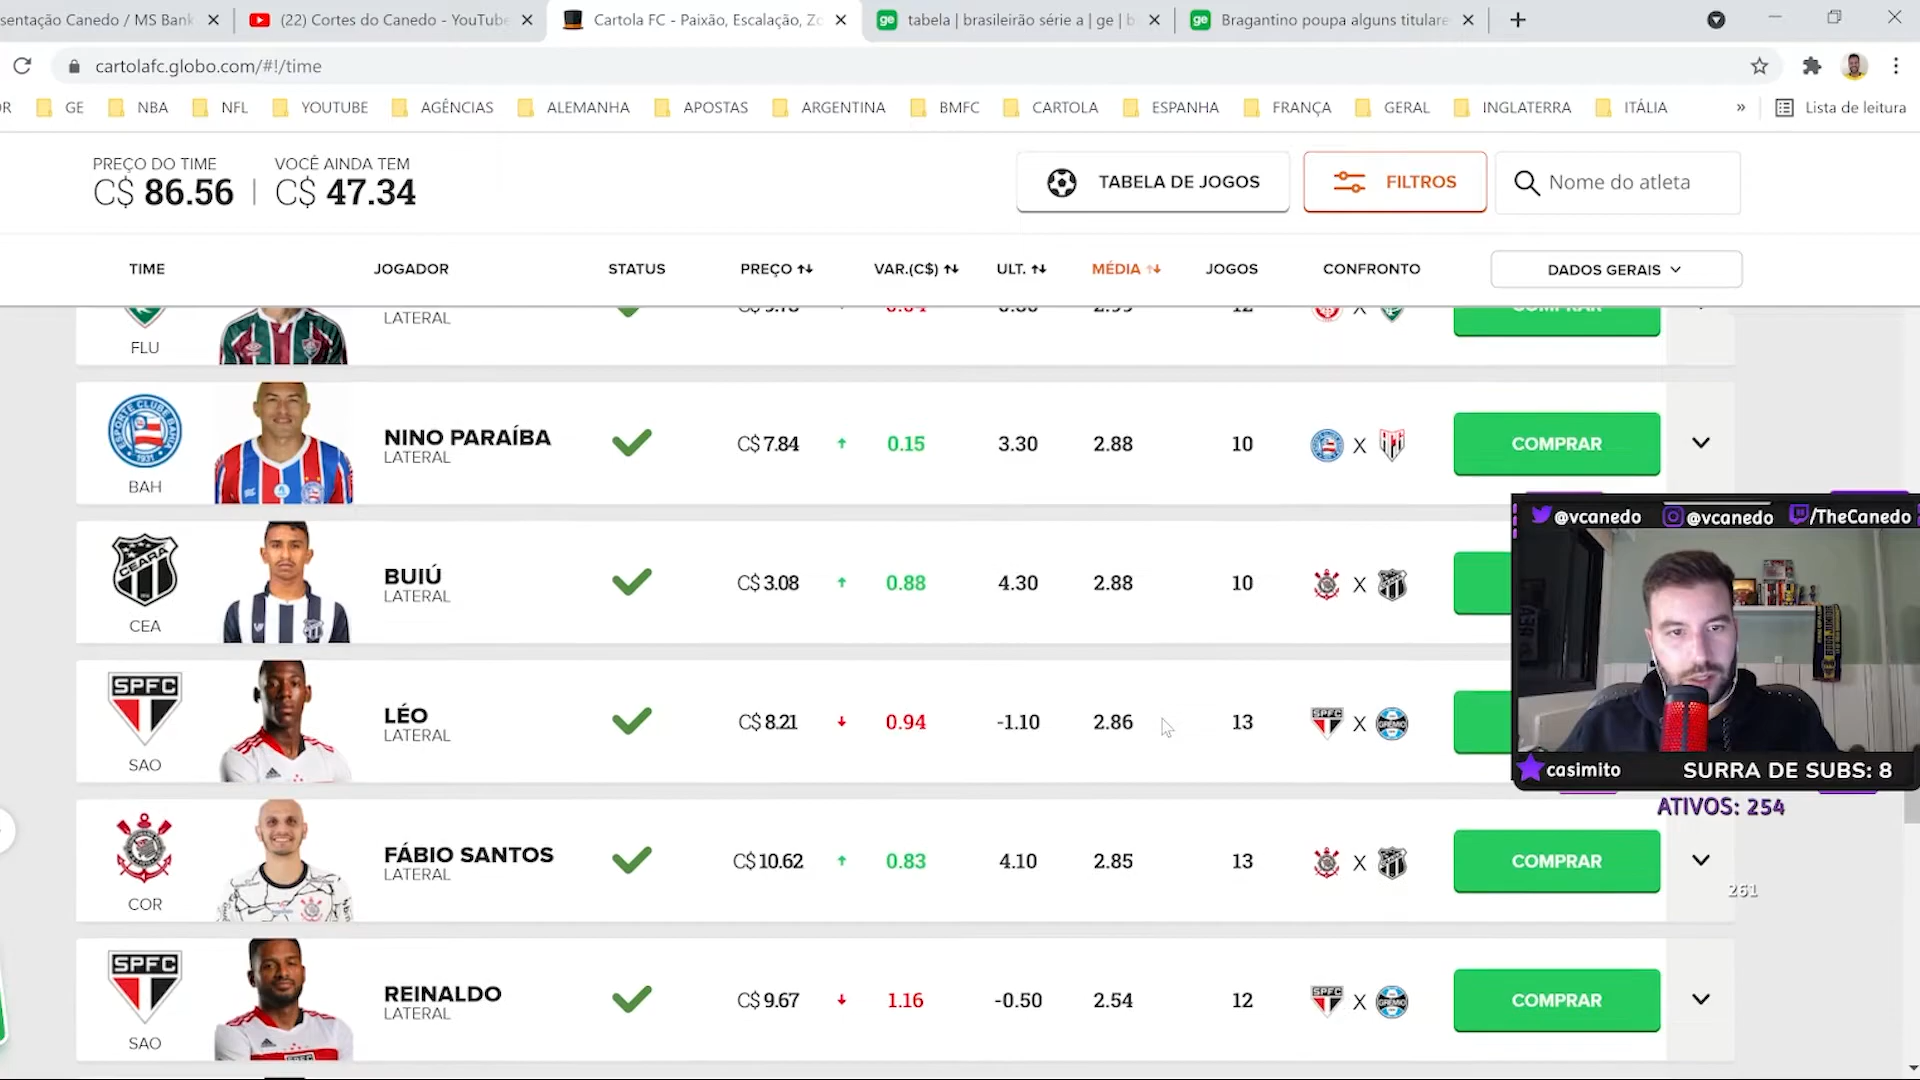 sentação Canedo / MS Bank
(22) Cortes do Canedo - YouTube
Cartola FC - Paixão, Escalação, Zo
tabela | brasileirão série a | ge | b
Bragantino poupa alguns titulare
cartolafc.globo.com/#!/time
OR
GE
NBA
NFL
YOUTUBE
AGÊNCIAS
ALEMANHA
APOSTAS
ARGENTINA
BMFC
CARTOLA
ESPANHA
FRANÇA
GERAL
INGLATERRA
ITÁLIA
»
Lista de leitura
PREÇO DO TIME
C$ 86.56
VOCÊ AINDA TEM
C$ 47.34
TABELA DE JOGOS
FILTROS
Nome do atleta
TIME
JOGADOR
STATUS
PREÇO
VAR.(C$)
ULT.
MÉDIA
JOGOS
CONFRONTO
DADOS GERAIS
FLU
LATERAL
X
COMPRAR
BAH
NINO PARAÍBA
LATERAL
C$ 7.84
0.15
3.30
2.88
10
X
COMPRAR
CEARÁ
CEA
BUIÚ
LATERAL
C$ 3.08
0.88
4.30
2.88
10
X
SPFC
SAO
LÉO
LATERAL
C$ 8.21
0.94
-1.10
2.86
13
X
COR
FÁBIO SANTOS
LATERAL
C$ 10.62
0.83
4.10
2.85
13
X
COMPRAR
SPFC
SAO
REINALDO
LATERAL
C$ 9.67
1.16
-0.50
2.54
12
X
COMPRAR
@vcanedo
@vcanedo
/TheCanedo
casimito
SURRA DE SUBS: 8
ATIVOS: 254
261